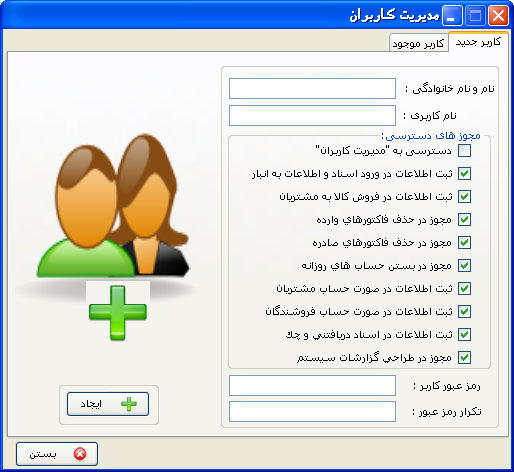 مدیریت کاربران
کاربر جدید
کاربر موجود
نام و نام خانوادگی :
نام کاربری :
مجوز های دسترسی:
دسترسی به "مدیریت کاربران"
ثبت اطلاعات در ورود اسناد و اطلاعات به انبار
ثبت اطلاعات در فروش کالا به مشتریان
مجوز در حذف فاکتورهاي وارده
مجوز در حذف فاکتورهاي صادره
مجوز در بستن حساب هاي روزانه
ثبت اطلاعات در صورت حساب مشتریان
ثبت اطلاعات در صورت حساب فروشندگان
ثبت اطلاعات در اسناد دریافتني و چك
مجوز در طراحي گزارشات سیستم
رمز عبور کاربر :
تکرار رمز عبور :
ایجاد
بستن